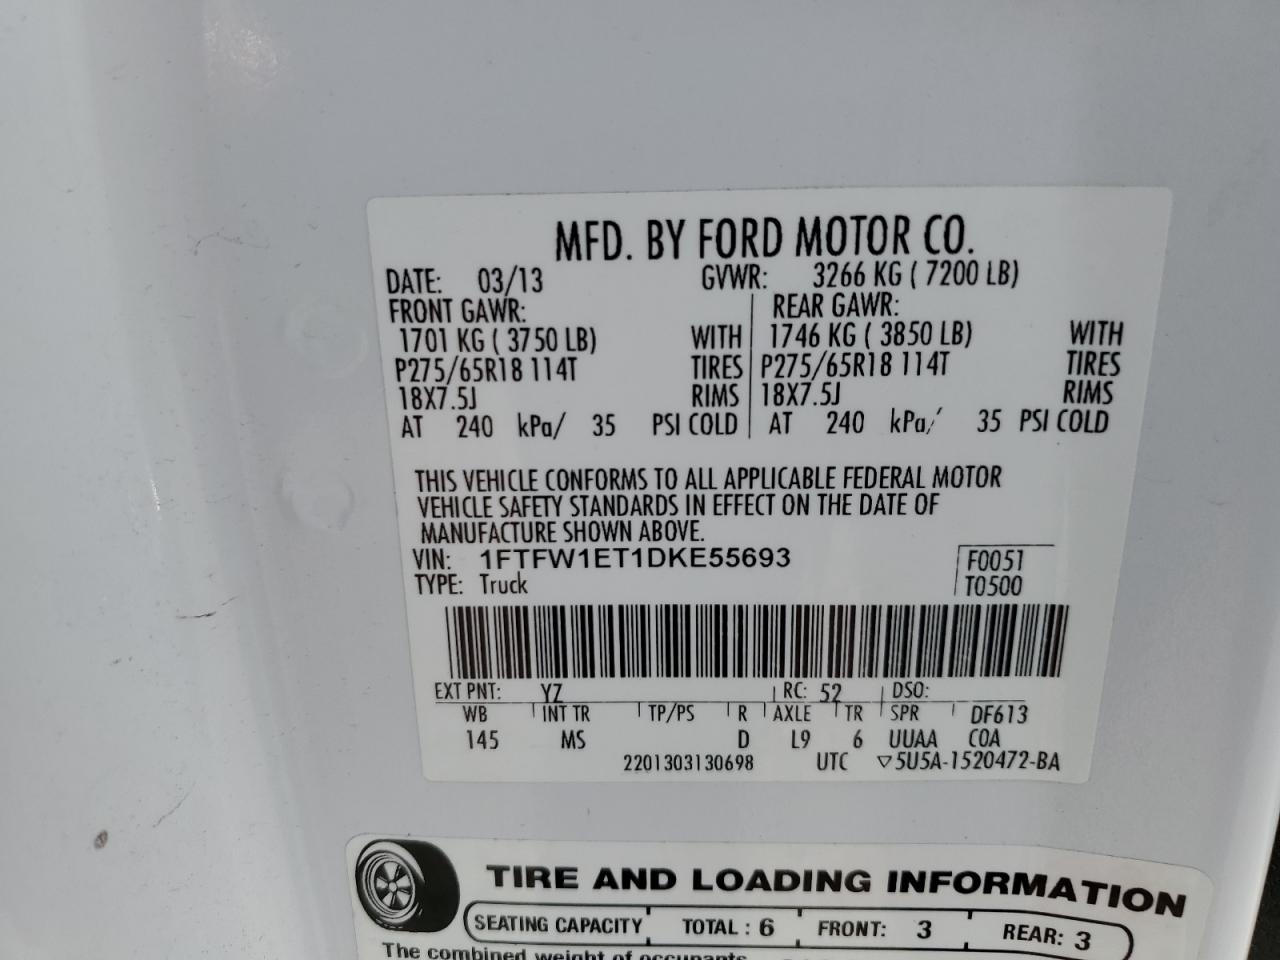 MFD. BY FORD MOTOR CO.
DATE: 03/13 GVWR: 3266 KG ( 7200 LB)
FRONT GAWR: REAR GAWR:
1701 KG ( 3750 LB) WITH 1746 KG ( 3850 LB) WITH
P275/65R18 114T TIRES P275/65R18 114T TIRES
18X7.5J RIMS 18X7.5J RIMS
AT 240 kPa/ 35 PSI COLD AT 240 kPa/ 35 PSI COLD
THIS VEHICLE CONFORMS TO ALL APPLICABLE FEDERAL MOTOR
VEHICLE SAFETY STANDARDS IN EFFECT ON THE DATE OF
MANUFACTURE SHOWN ABOVE.
VIN: 1FTFW1ET1DKE55693 F0051
TYPE: Truck T0500
EXT PNT: YZ RC: 52 DSO:
WB INT TR TP/PS R AXLE TR SPR DF613
145 MS D L9 6 UUAA COA
2201303130698 UTC ▽5U5A-1520472-BA
TIRE AND LOADING INFORMATION
SEATING CAPACITY TOTAL : 6 FRONT: 3 REAR: 3
The combined weight of occupants